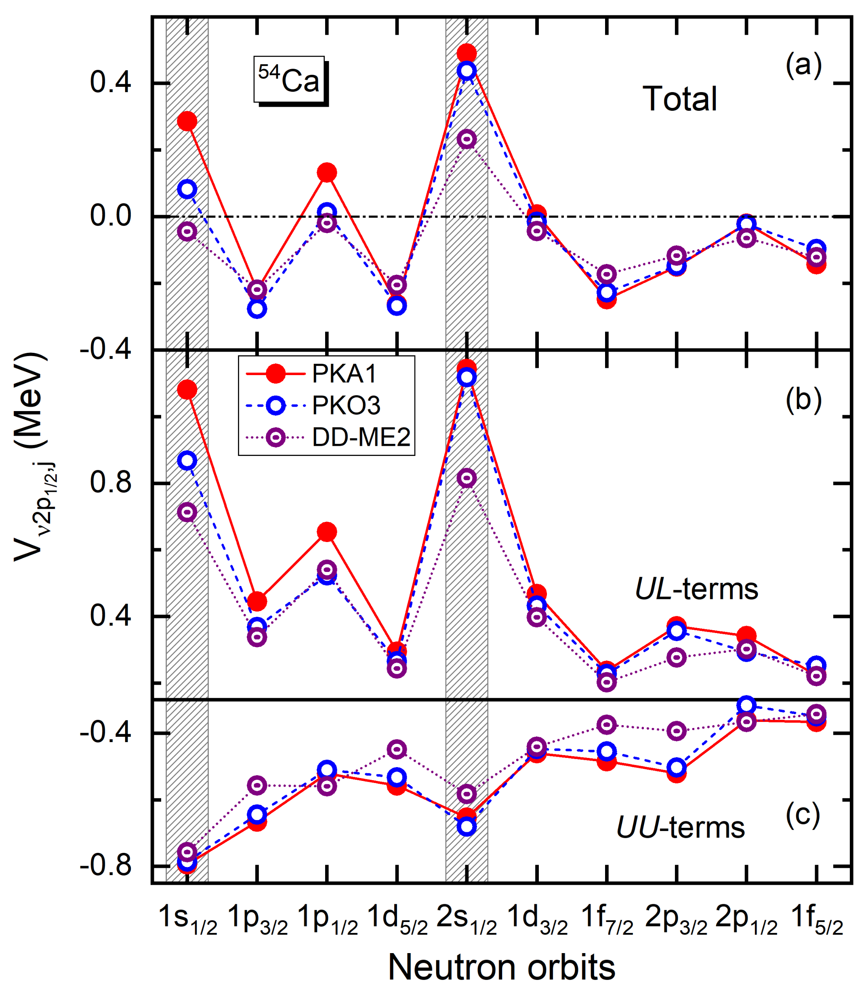 (a)
⁵⁴Ca
Total
0.4
0.0
-0.4
PKA1
PKO3
DD-ME2
(b)
0.8
0.4
UL-terms
-0.4
-0.8
(c)
UU-terms
V_ν2p₁/₂,j (MeV)
1s₁/₂ 1p₃/₂ 1p₁/₂ 1d₅/₂ 2s₁/₂ 1d₃/₂ 1f₇/₂ 2p₃/₂ 2p₁/₂ 1f₅/₂
Neutron orbits